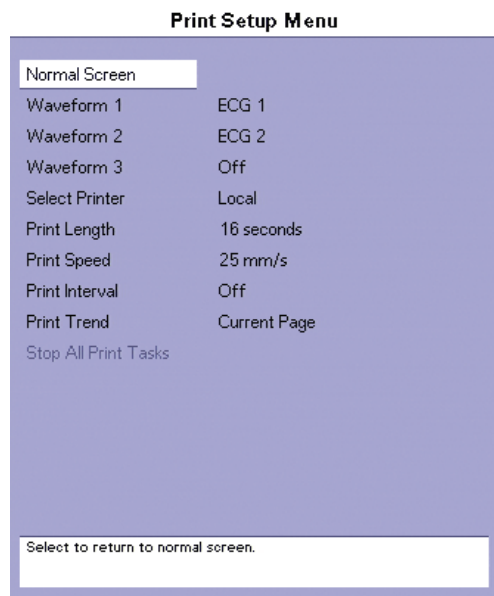 Print Setup Menu
Normal Screen
Waveform 1 ECG 1
Waveform 2 ECG 2
Waveform 3 Off
Select Printer Local
Print Length 16 seconds
Print Speed 25 mm/s
Print Interval Off
Print Trend Current Page
Stop All Print Tasks
Select to return to normal screen.